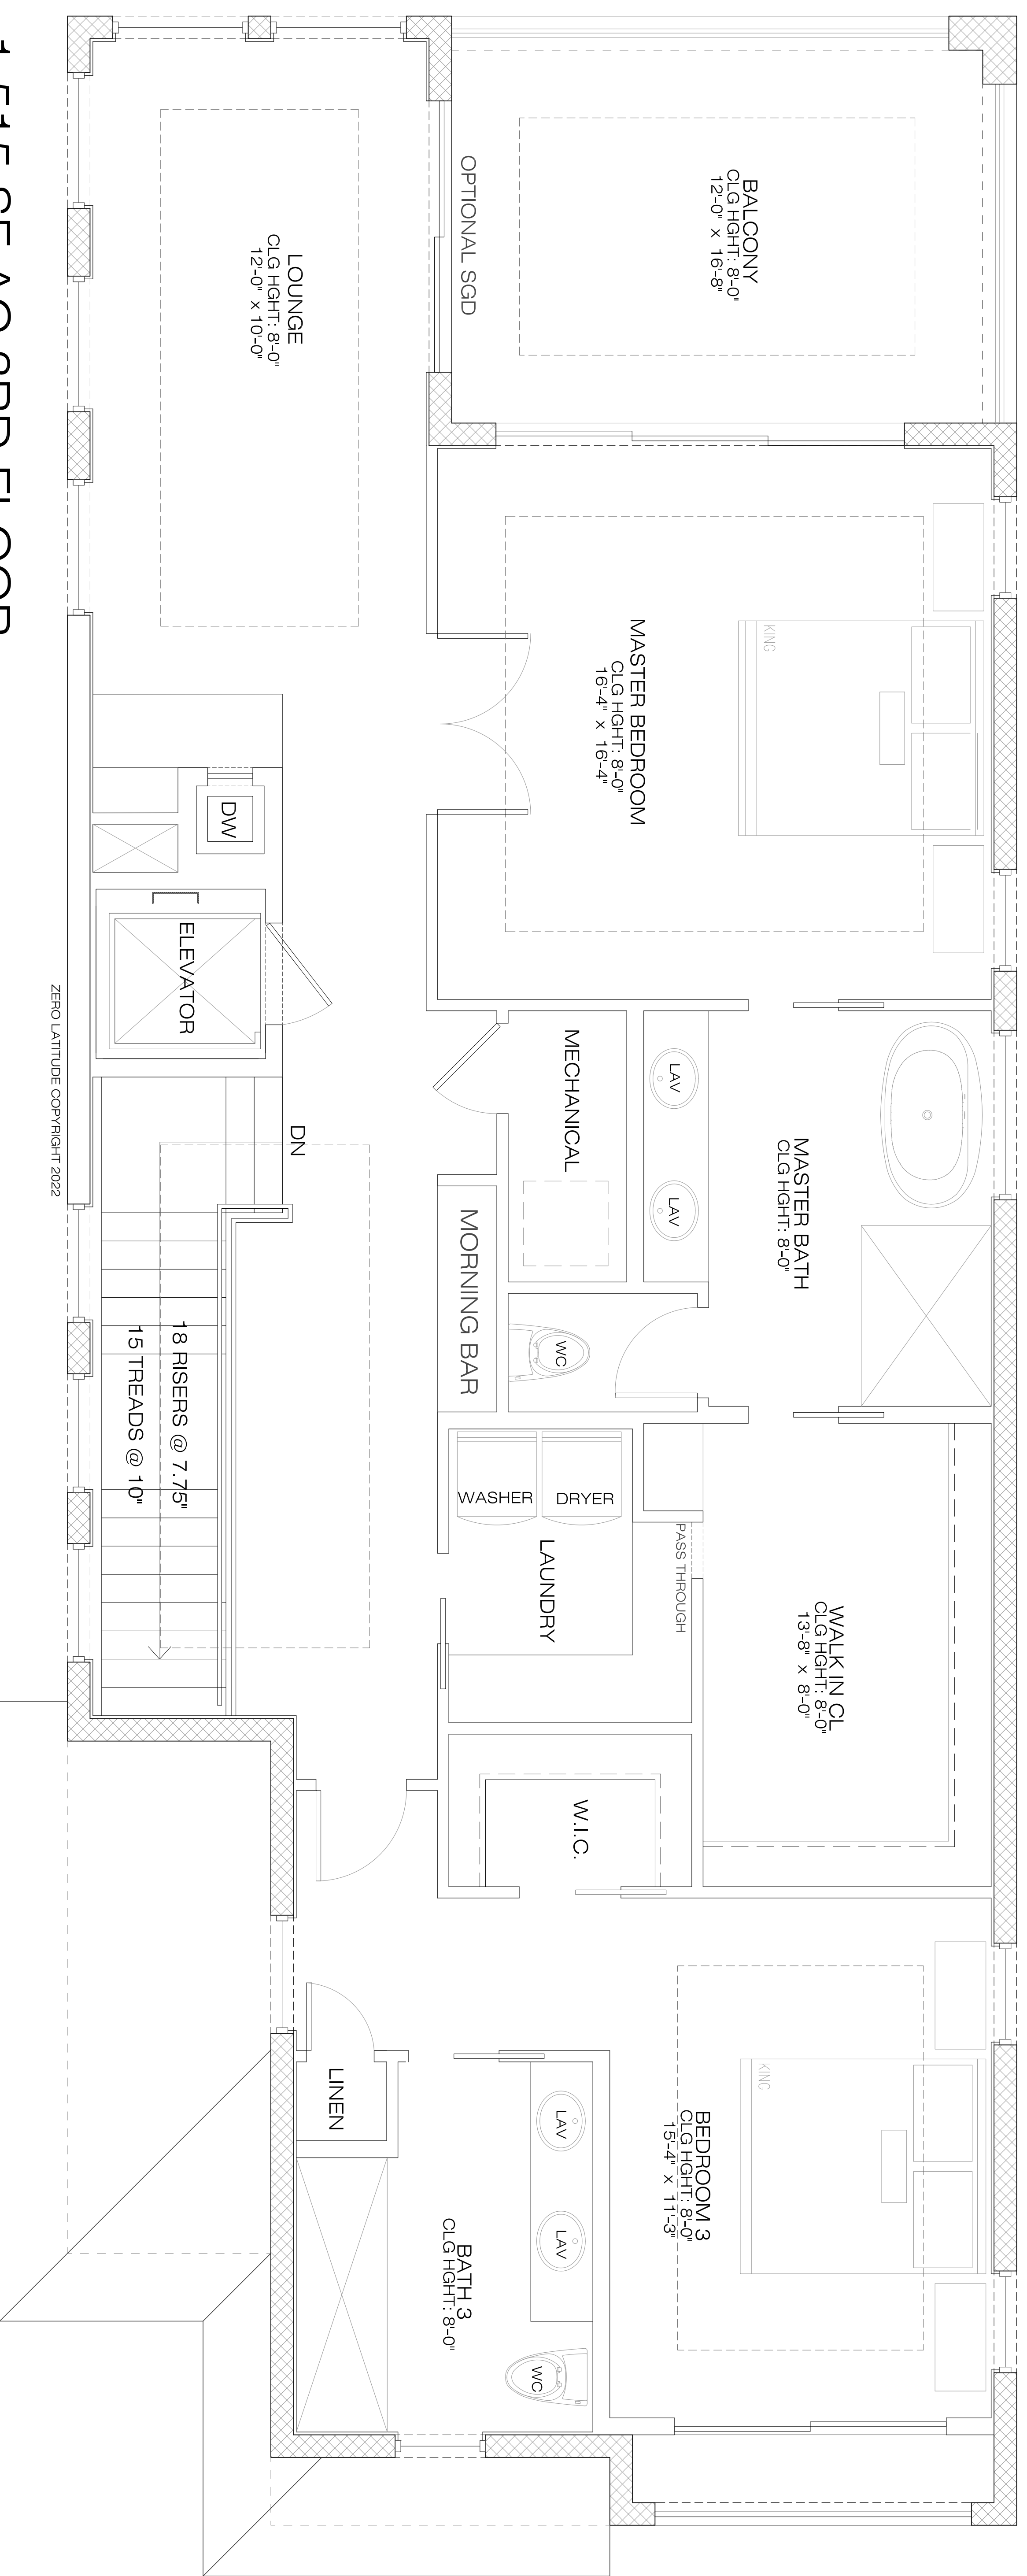 BALCONY
CLG HGHT: 8'-0"
12'-0" x 16'-8"
OPTIONAL SGD
LOUNGE
CLG HGHT: 8'-0"
12'-0" x 10'-0"
KING
MASTER BEDROOM
CLG HGHT: 8'-0"
16'-4" x 16'-4"
DW
ELEVATOR
DN
MECHANICAL
LAV
LAV
MASTER BATH
CLG HGHT: 8'-0"
MORNING BAR
WC
18 RISERS @ 7.75"
15 TREADS @ 10"
WASHER
DRYER
LAUNDRY
PASS THROUGH
WALK IN CL
CLG HGHT: 8'-0"
13'-8" x 8'-0"
W.I.C.
LINEN
LAV
LAV
WC
BATH 3
CLG HGHT: 8'-0"
KING
BEDROOM 3
CLG HGHT: 8'-0"
15'-4" x 11'-3"
ZERO LATITUDE COPYRIGHT 2022
FLOOR